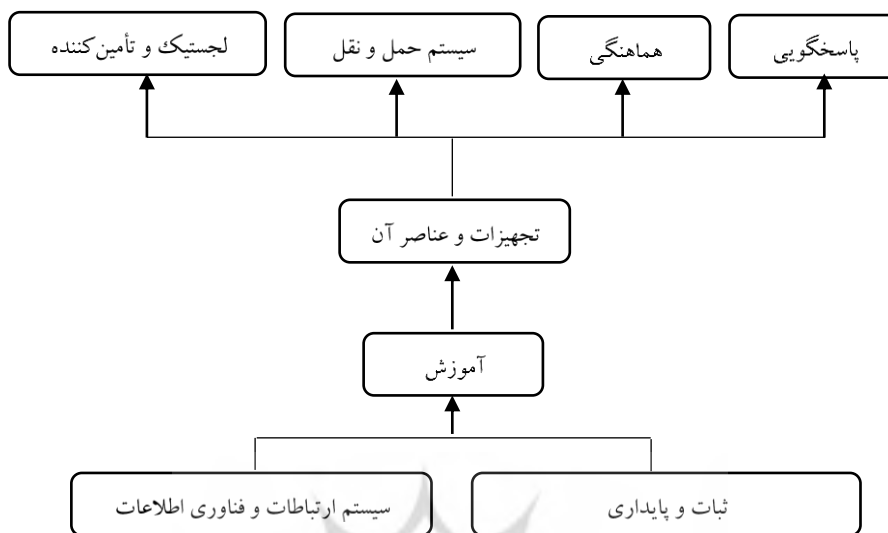 پاسخگویی
هماهنگی
سیستم حمل و نقل
لجستیک و تأمین‌کننده
تجهیزات و عناصر آن
آموزش
ثبات و پایداری
سیستم ارتباطات و فناوری اطلاعات